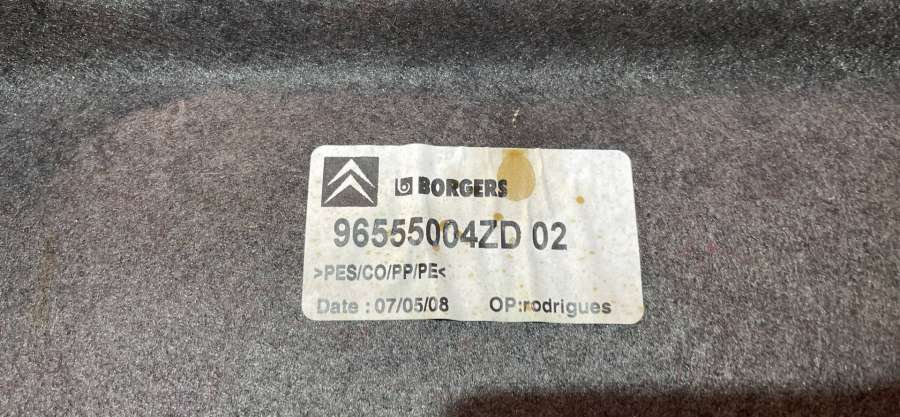 BORGERS
96555004ZD 02
>PES/CO/PP/PE<
Date : 07/05/08 OP:rodrigues